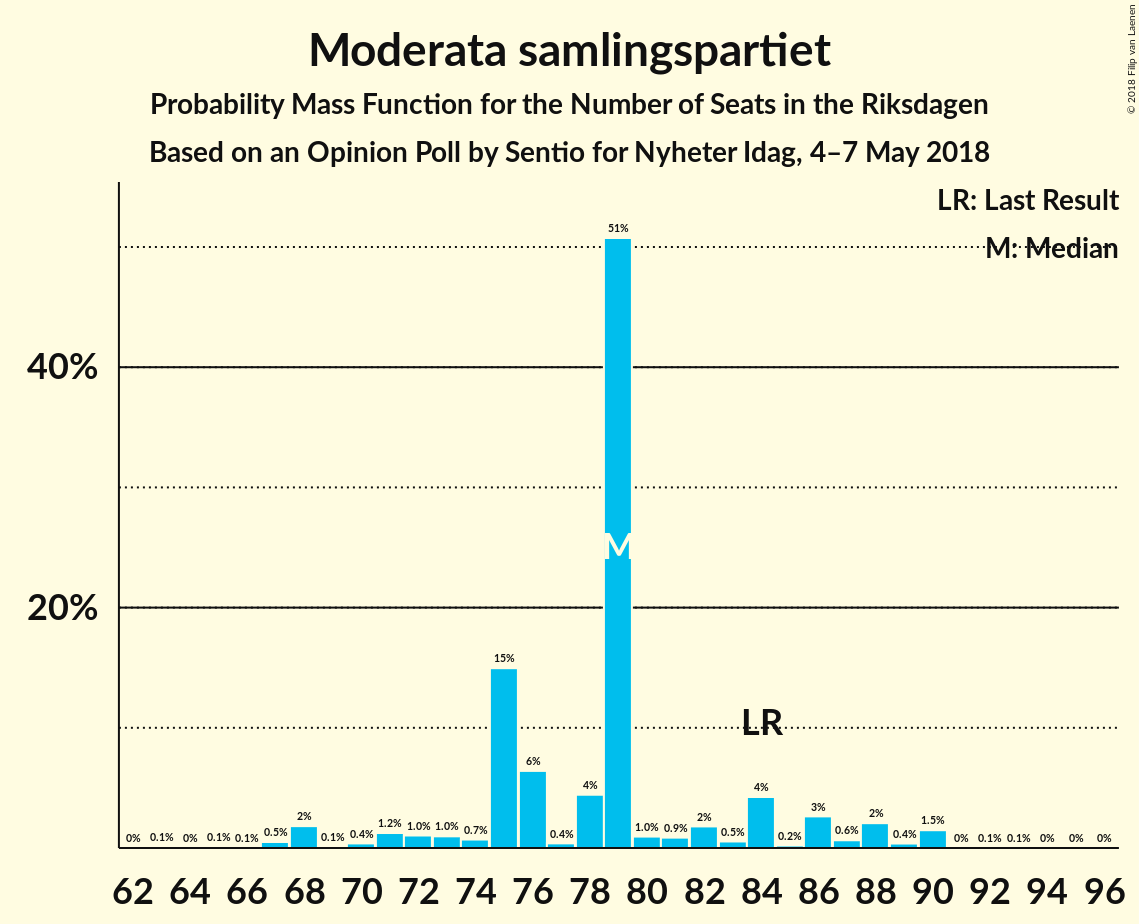 Moderata samlingspartiet
Probability Mass Function for the Number of Seats in the Riksdagen
Based on an Opinion Poll by Sentio for Nyheter Idag, 4–7 May 2018
© 2018 Filip van Laenen
LR: Last Result
M: Median
40%
20%
0% 0.1% 0% 0.1% 0.1% 0.5% 2% 0.1% 0.4% 1.2% 1.0% 1.0% 0.7% 15% 6% 0.4% 4% 51% 1.0% 0.9% 2% 0.5% 4% 0.2% 3% 0.6% 2% 0.4% 1.5% 0% 0.1% 0.1% 0% 0% 0%
M
LR
62 64 66 68 70 72 74 76 78 80 82 84 86 88 90 92 94 96